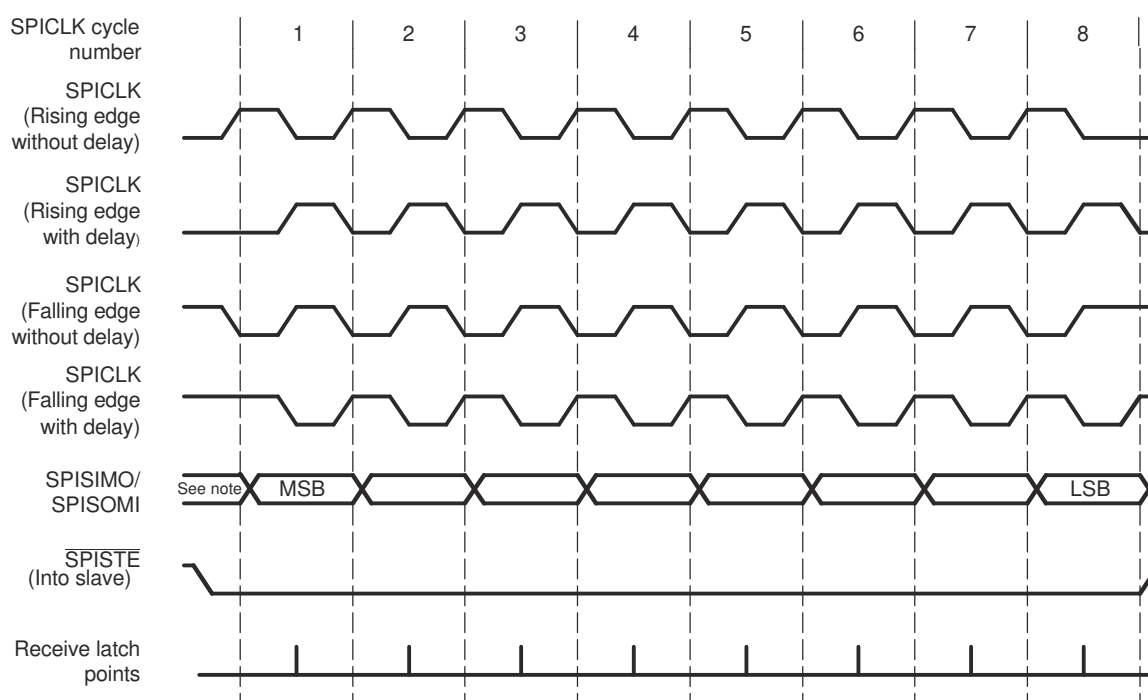 SPICLK cycle
number
1 2 3 4 5 6 7 8
SPICLK
(Rising edge
without delay)
SPICLK
(Rising edge
with delay)
SPICLK
(Falling edge
without delay)
SPICLK
(Falling edge
with delay)
SPISIMO/
SPISOMI
See note
MSB
LSB
SPISTE
(Into slave)
Receive latch
points